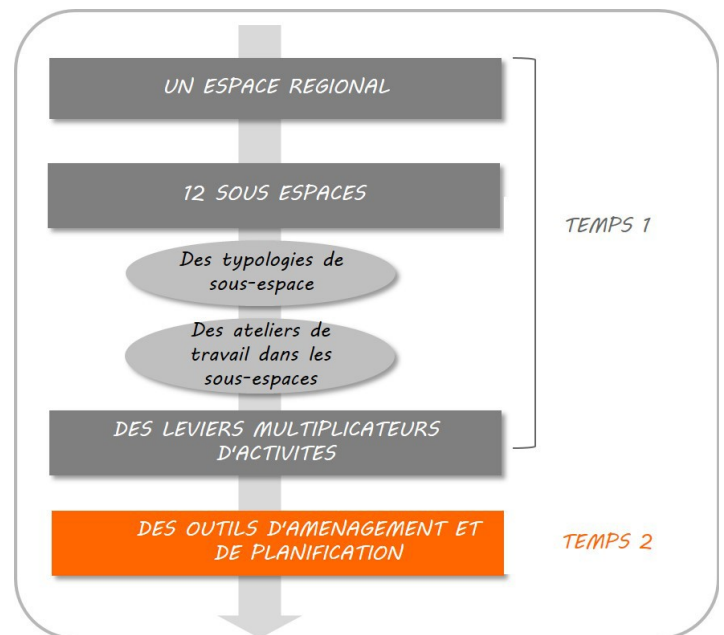 UN ESPACE REGIONAL
12 SOUS ESPACES
TEMPS 1
Des typologies de
sous-espace
Des ateliers de
travail dans les
sous-espaces
DES LEVIERS MULTIPLICATEURS
D'ACTIVITES
DES OUTILS D'AMENAGEMENT ET
DE PLANIFICATION
TEMPS 2